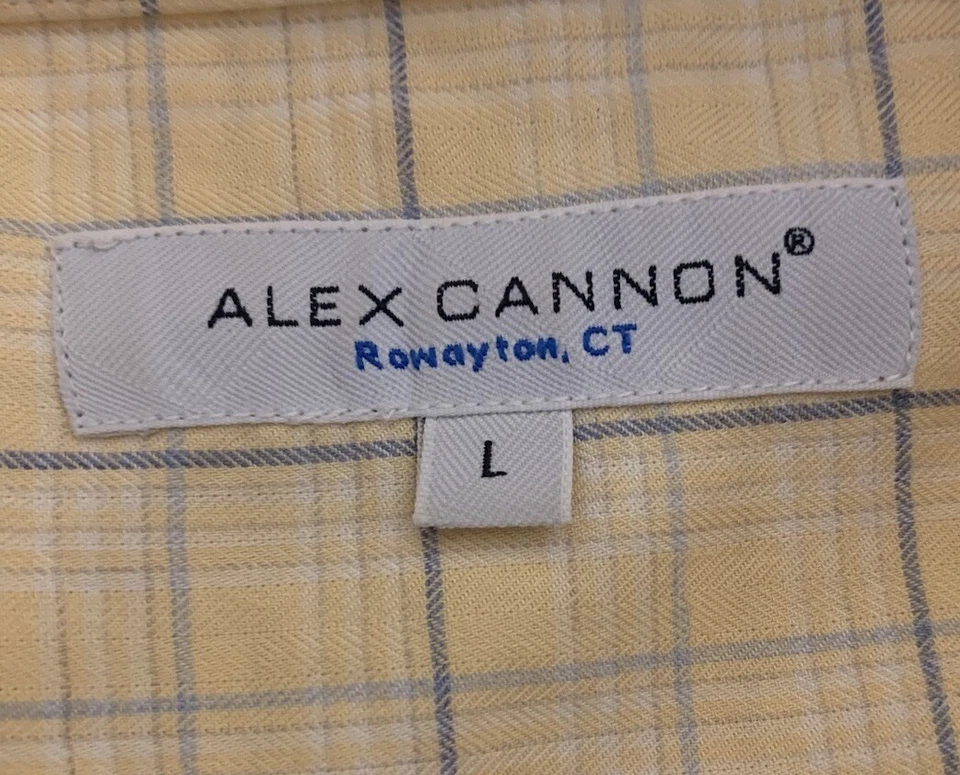 ALEX CANNON®
Rowayton, CT
L